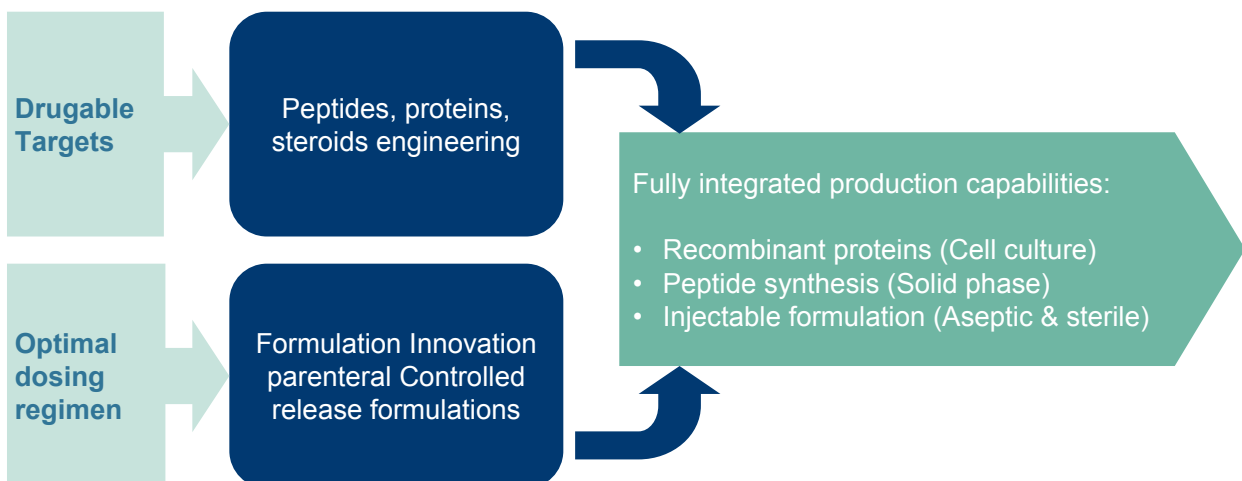 Drugable
Targets
Peptides, proteins,
steroids engineering
Fully integrated production capabilities:
• Recombinant proteins (Cell culture)
• Peptide synthesis (Solid phase)
• Injectable formulation (Aseptic & sterile)
Optimal
dosing
regimen
Formulation Innovation
parenteral Controlled
release formulations